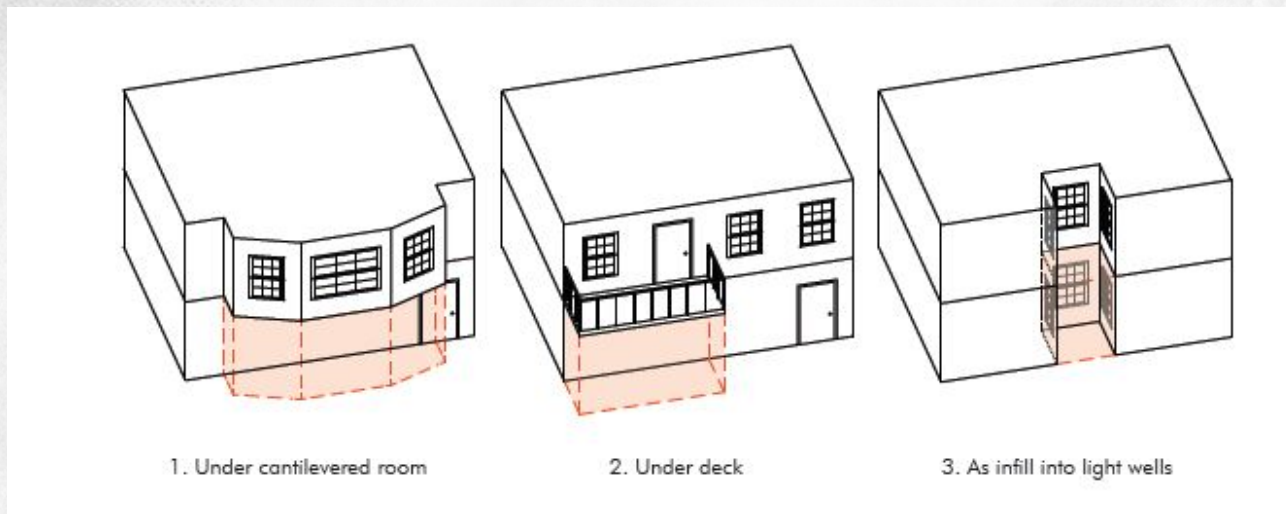 1. Under cantilevered room
2. Under deck
3. As infill into light wells